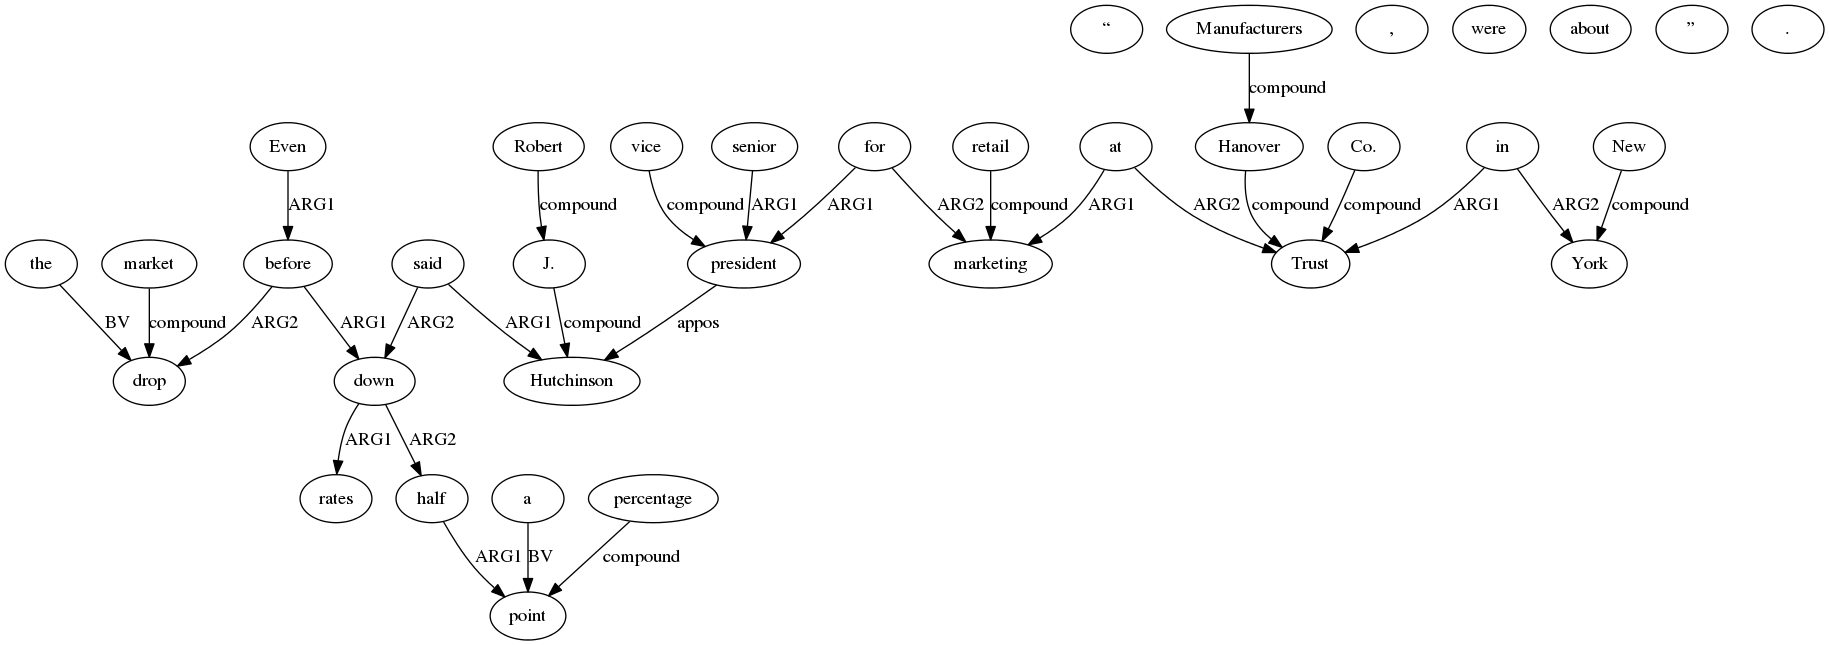 “ Manufacturers , were about ” .
compound
Even Robert vice senior for retail at Hanover Co. in New
ARG1 compound compound ARG1 ARG1 ARG2 compound ARG1 ARG2 compound compound ARG1 ARG2 compound
the market before said J. president marketing Trust York
BV compound ARG2 ARG1 ARG2 ARG1 compound appos
drop down Hutchinson
ARG1 ARG2
rates half a percentage
ARG1 BV compound
point